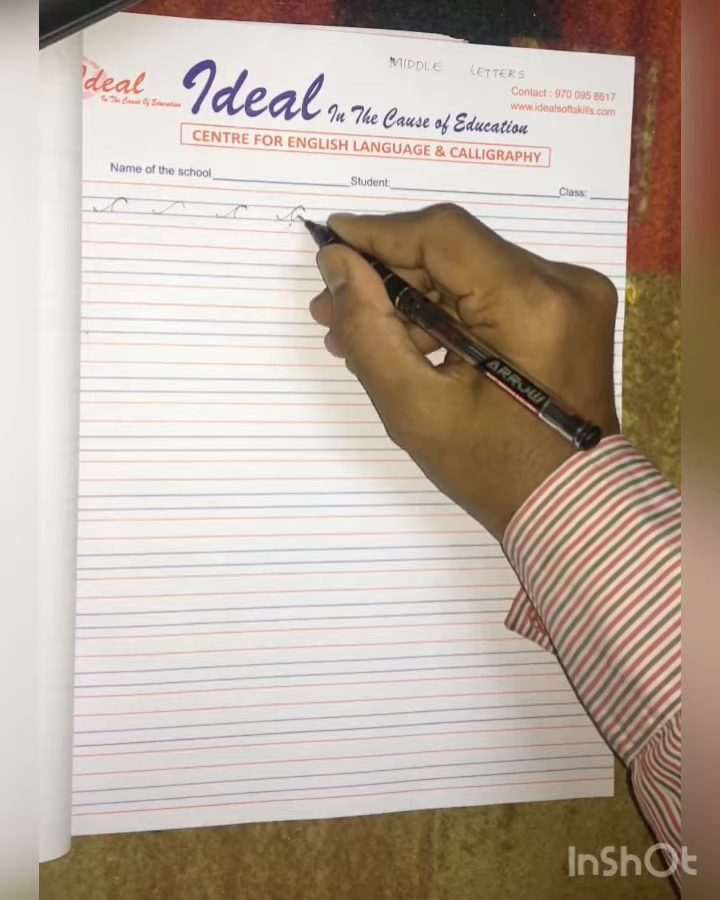 MIDDLE LETTERS
Ideal
In The Cause Of Education
Ideal In The Cause of Education
Contact : 970 095 8617
www.idealsoftskills.com
CENTRE FOR ENGLISH LANGUAGE & CALLIGRAPHY
Name of the school Student: Class:
ARROW
InShOt